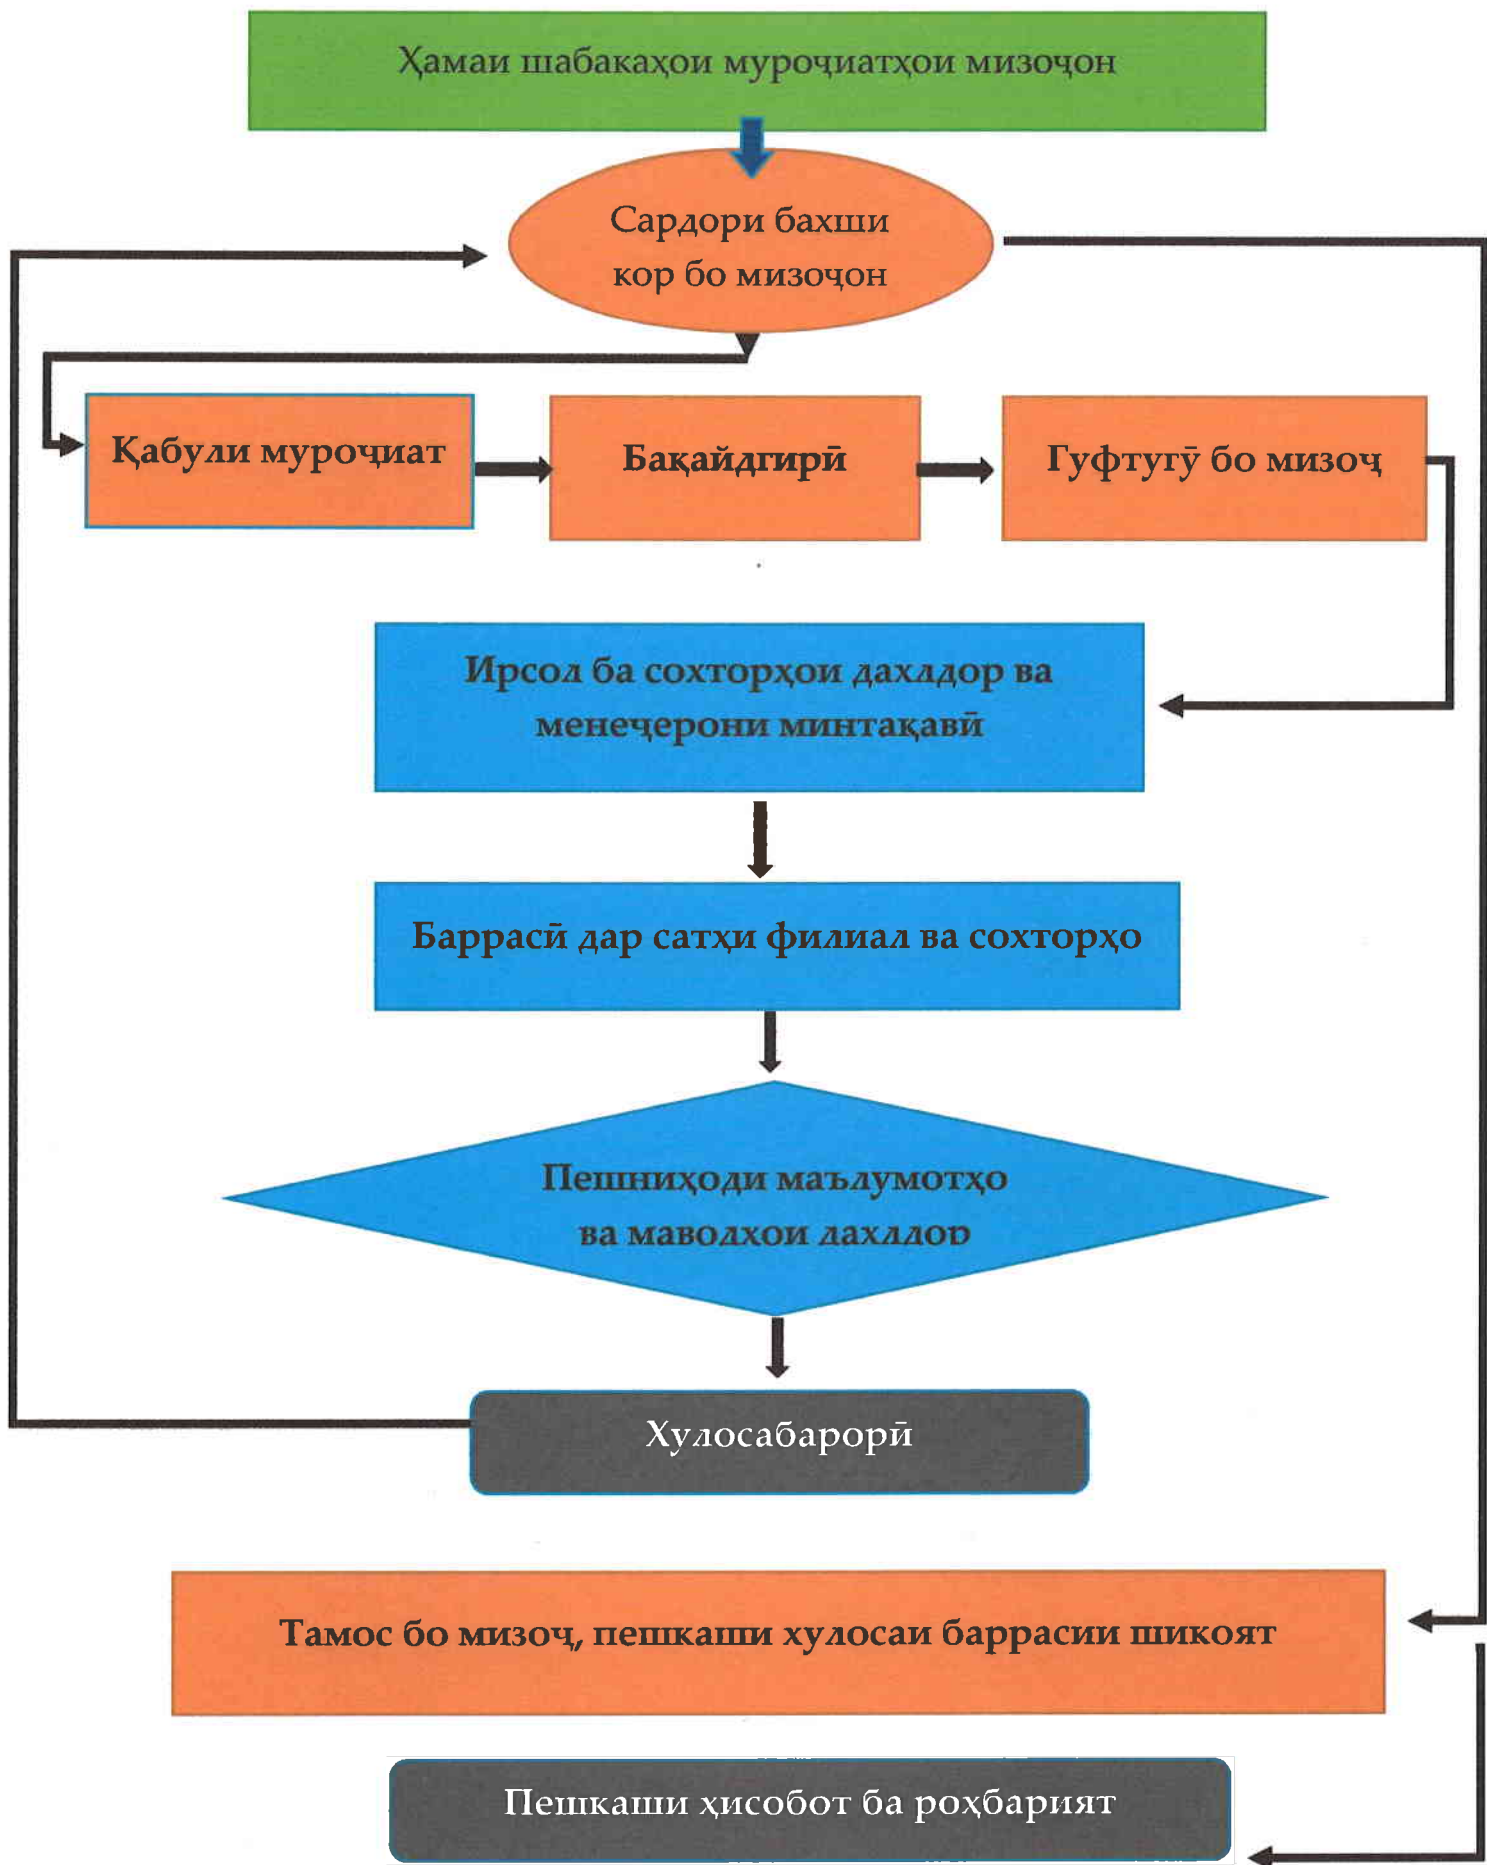 Ҳамаи шабакаҳои муроҷиатҳои мизоҷон
Сардори бахши
кор бо мизоҷон
Қабули муроҷиат
Бақайдгирӣ
Гуфтугӯ бо мизоҷ
Ирсол ба сохторҳои дахлдор ва
менеҷерони минтақавӣ
Баррасӣ дар сатҳи филиал ва сохторҳо
Пешниҳоди маълумотҳо
ва маводҳои дахлдор
Хулосабарорӣ
Тамос бо мизоҷ, пешкаши хулосаи баррасии шикоят
Пешкаши ҳисобот ба роҳбарият